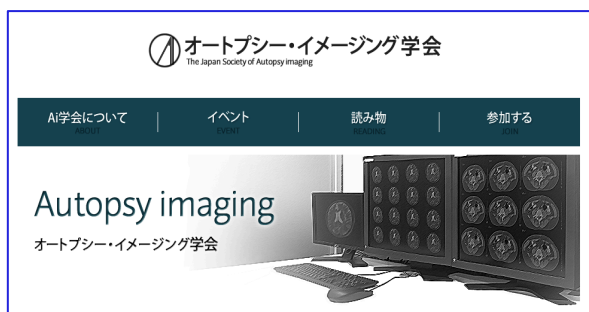 オートプシー・イメージング学会
The Japan Society of Autopsy imaging
Ai学会について
ABOUT
イベント
EVENT
読み物
READING
参加する
JOIN
Autopsy imaging
オートプシー・イメージング学会